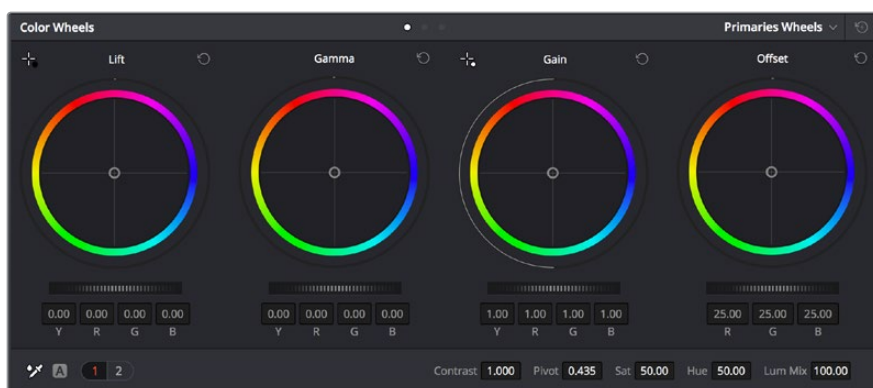 Color Wheels Primaries Wheels
Lift Gamma Gain Offset
0.00 0.00 0.00 0.00 0.00 0.00 0.00 0.00 1.00 1.00 1.00 1.00 25.00 25.00 25.00
Y R G B Y R G B Y R G B R G B
A 1 2 Contrast 1.000 Pivot 0.435 Sat 50.00 Hue 50.00 Lum Mix 100.00